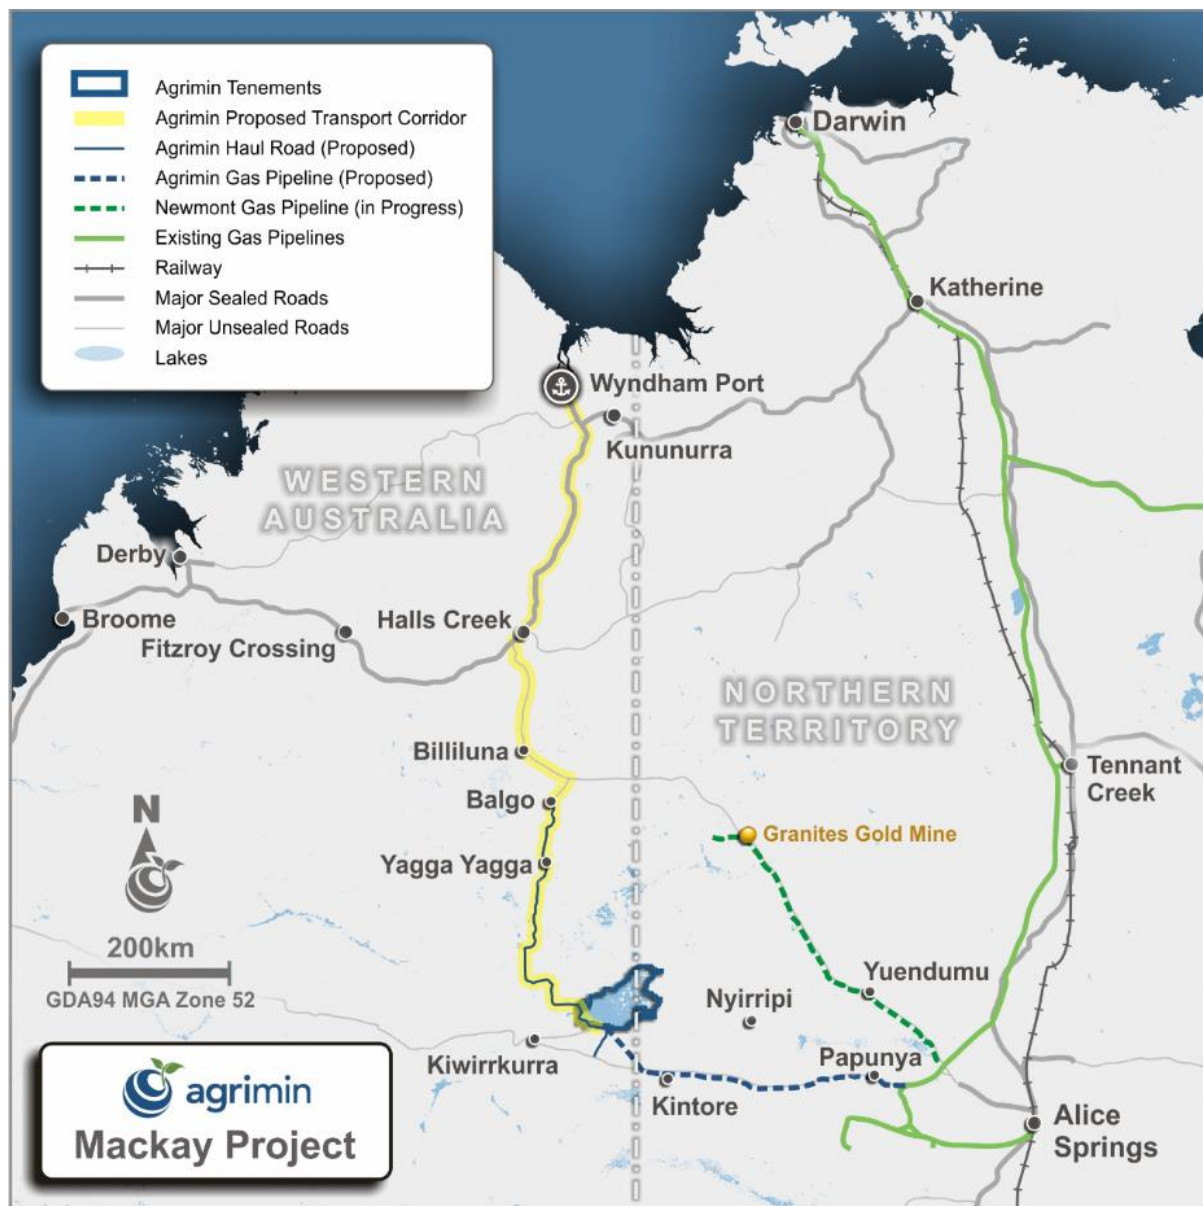 Agrimin Tenements
Agrimin Proposed Transport Corridor
Agrimin Haul Road (Proposed)
Agrimin Gas Pipeline (Proposed)
Newmont Gas Pipeline (in Progress)
Existing Gas Pipelines
Railway
Major Sealed Roads
Major Unsealed Roads
Lakes
Darwin
Katherine
Wyndham Port
Kununurra
WESTERN
AUSTRALIA
Derby
Broome
Fitzroy Crossing
Halls Creek
NORTHERN
TERRITORY
Billiluna
Balgo
Tennant
Creek
Granites Gold Mine
Yagga Yagga
N
200km
GDA94 MGA Zone 52
Yuendumu
Nyirripi
Kiwirrkurra
Papunya
Kintore
Alice
Springs
agrimin
Mackay Project